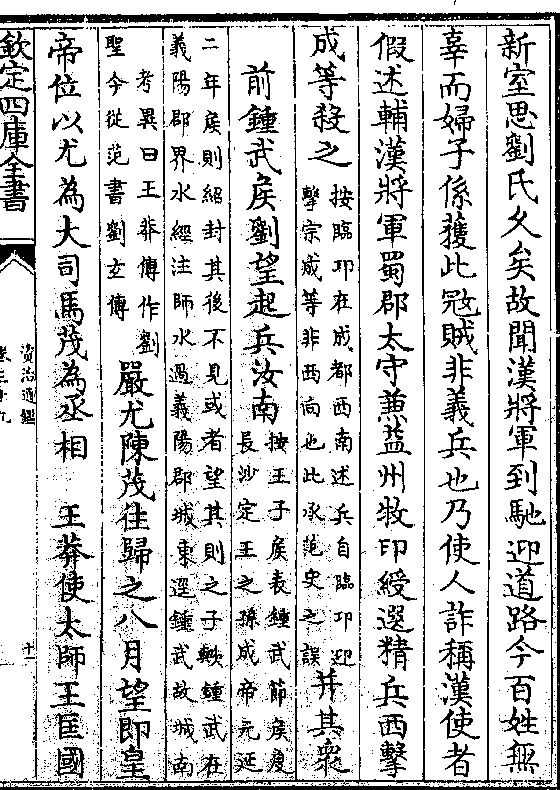 新室思劉氏久矣故聞漢將軍到馳迎道路今百姓無
辜而婦子係獲此寇賊非義兵也乃使人詐稱漢使者
假述輔漢將軍蜀郡太守兼益州牧印綬選精兵西擊
成等殺之
按臨邛在成都西南述兵自臨邛迎
擊宗成等非西向也此承范史之誤
并其衆
前鍾武侯劉望起兵汝南
按王子侯表鍾武節侯度
長沙定王之孫成帝元延
二年侯則紹封其後不見或者望其則之子歟鍾武在
義陽郡界水經注師水過義陽郡城東逕鍾武故城南
考異曰王莽傳作劉
聖今從范書劉玄傳
嚴尤陳茂往歸之八月望即皇
帝位以尤為大司馬茂為丞相　王莽使太師王匡國
欽定四庫全書
資治通鑑
卷三十九
十一